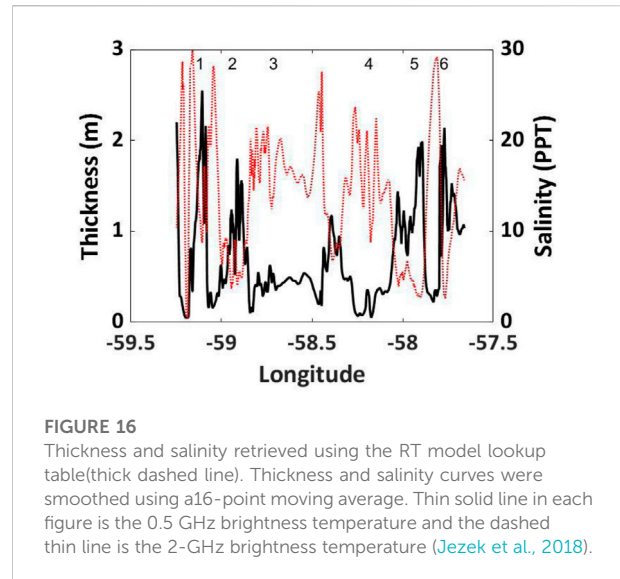 3
30
1
2
3
4
5
6
2
20
1
10
0
0
Thickness (m)
Salinity (PPT)
-59.5
-59
-58.5
-58
-57.5
Longitude
FIGURE 16
Thickness and salinity retrieved using the RT model lookup
table(thick dashed line). Thickness and salinity curves were
smoothed using a16-point moving average. Thin solid line in each
figure is the 0.5 GHz brightness temperature and the dashed
thin line is the 2-GHz brightness temperature (Jezek et al., 2018).